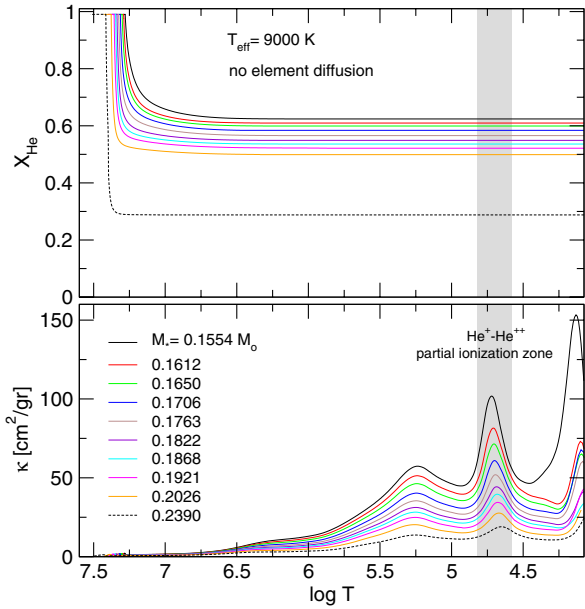 1
0.8
0.6
0.4
0.2
0
X_He
T_eff= 9000 K
no element diffusion
150
100
50
0
κ [cm²/gr]
M_*= 0.1554 M_o
0.1612
0.1650
0.1706
0.1763
0.1822
0.1868
0.1921
0.2026
0.2390
He⁺-He⁺⁺
partial ionization zone
7.5 7 6.5 6 5.5 5 4.5
log T